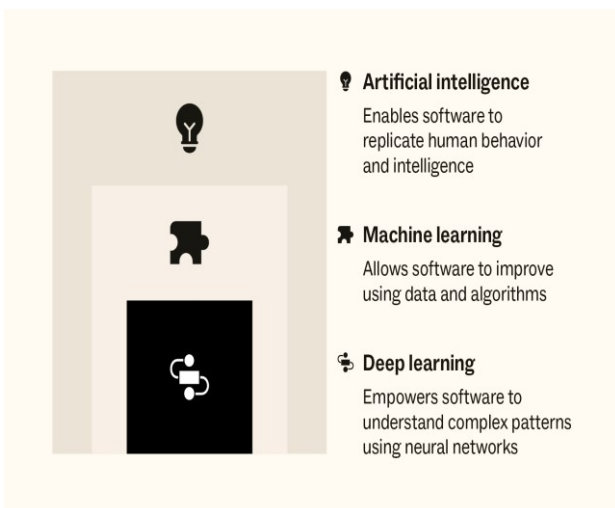 Artificial intelligence
Enables software to
replicate human behavior
and intelligence
Machine learning
Allows software to improve
using data and algorithms
Deep learning
Empowers software to
understand complex patterns
using neural networks